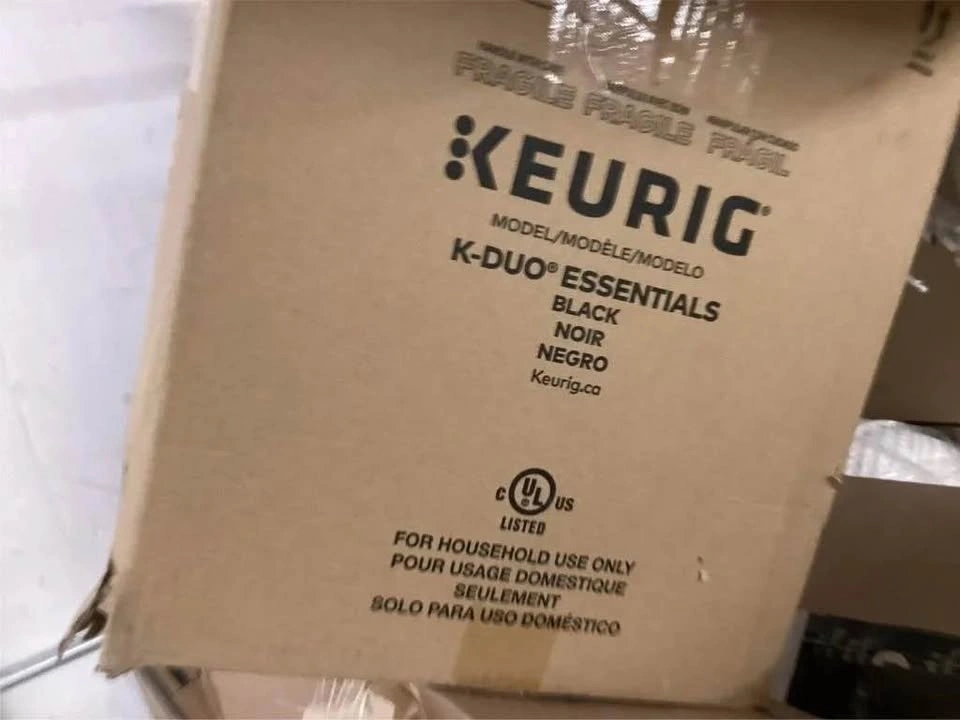 FRAGILE FRAGILE FRÁGIL
KEURIG®
MODEL/MODÈLE/MODELO
K-DUO® ESSENTIALS
BLACK
NOIR
NEGRO
Keurig.ca
C UL® US
LISTED
FOR HOUSEHOLD USE ONLY
POUR USAGE DOMESTIQUE
SEULEMENT
SOLO PARA USO DOMÉSTICO